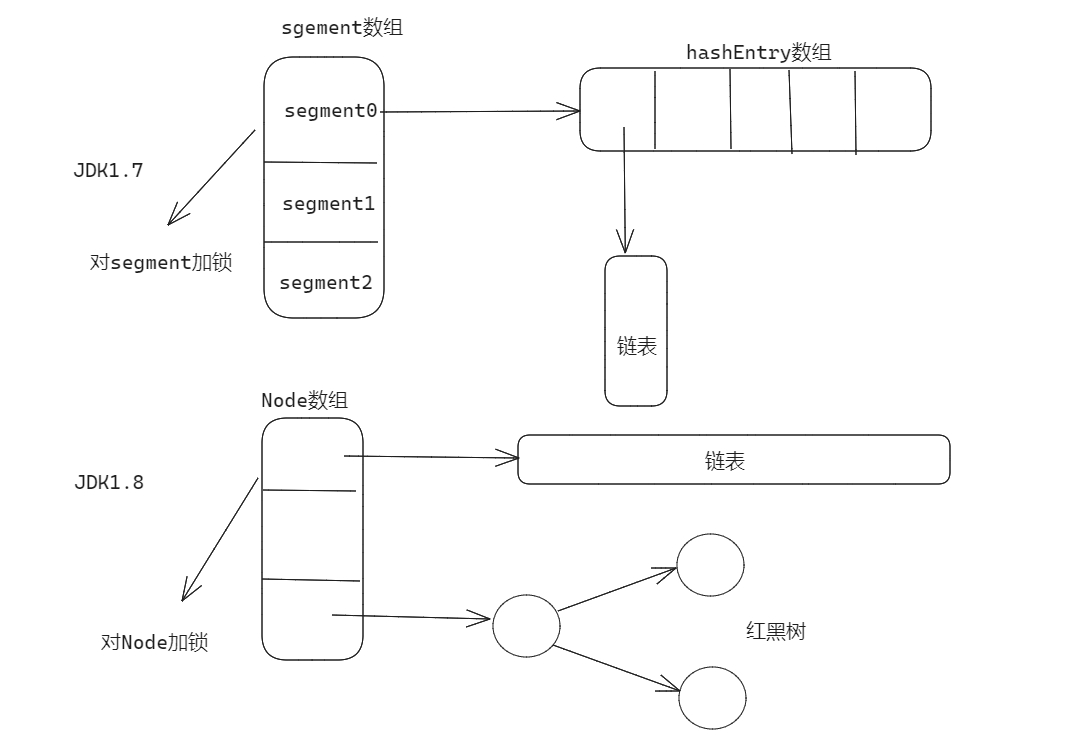 sgement数组
hashEntry数组
segment0
JDK1.7
segment1
对segment加锁
segment2
链表
Node数组
链表
JDK1.8
红黑树
对Node加锁